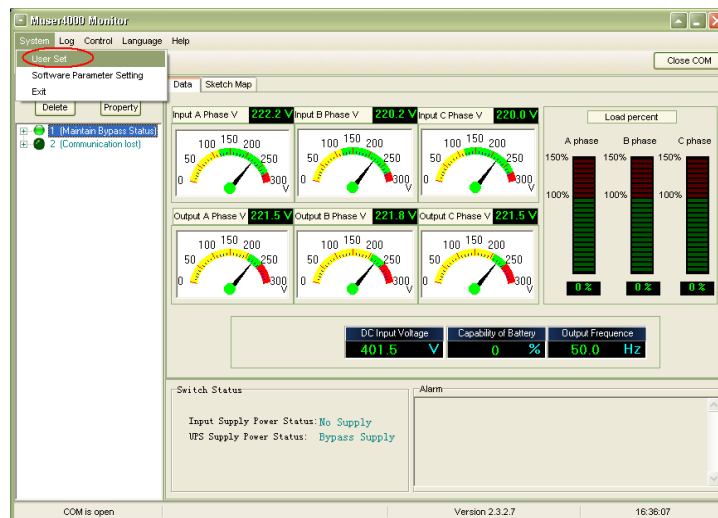 Muser4000 Monitor
System Log Control Language Help
User Set
Software Parameter Setting
Exit
Close COM
Delete Property
1 (Maintain Bypass Status)
2 (Communication lost)
Data Sketch Map
Input A Phase V 222.2 V Input B Phase V 220.2 V Input C Phase V 220.0 V
0 50 100 150 200 250 300 V
0 50 100 150 200 250 300 V
0 50 100 150 200 250 300 V
Output A Phase V 221.5 V Output B Phase V 221.8 V Output C Phase V 221.5 V
0 50 100 150 200 250 300 V
0 50 100 150 200 250 300 V
0 50 100 150 200 250 300 V
Load percent
A phase B phase C phase
150% 150% 150%
100% 100% 100%
0 % 0 % 0 %
DC Input Voltage Capability of Battery Output Frequence
401.5 V 0 % 50.0 Hz
Switch Status
Input Supply Power Status: No Supply
UPS Supply Power Status: Bypass Supply
Alarm
COM is open Version 2.3.2.7 16:36:07